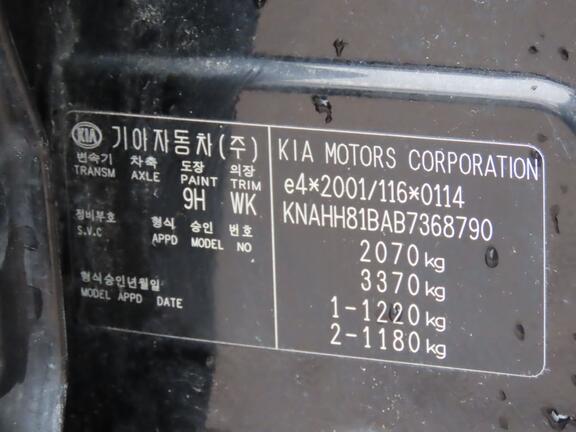 KIA 기아자동차(주)
변속기 차축 도장 의장
TRANSM AXLE PAINT TRIM
9H WK
정비부호 형식 승인 번호
S.V.C APPD MODEL NO
형식승인년월일
MODEL APPD DATE
KIA MOTORS CORPORATION
e4*2001/116*0114
KNAHH81BAB7368790
2070kg
3370kg
1-1220kg
2-1180kg